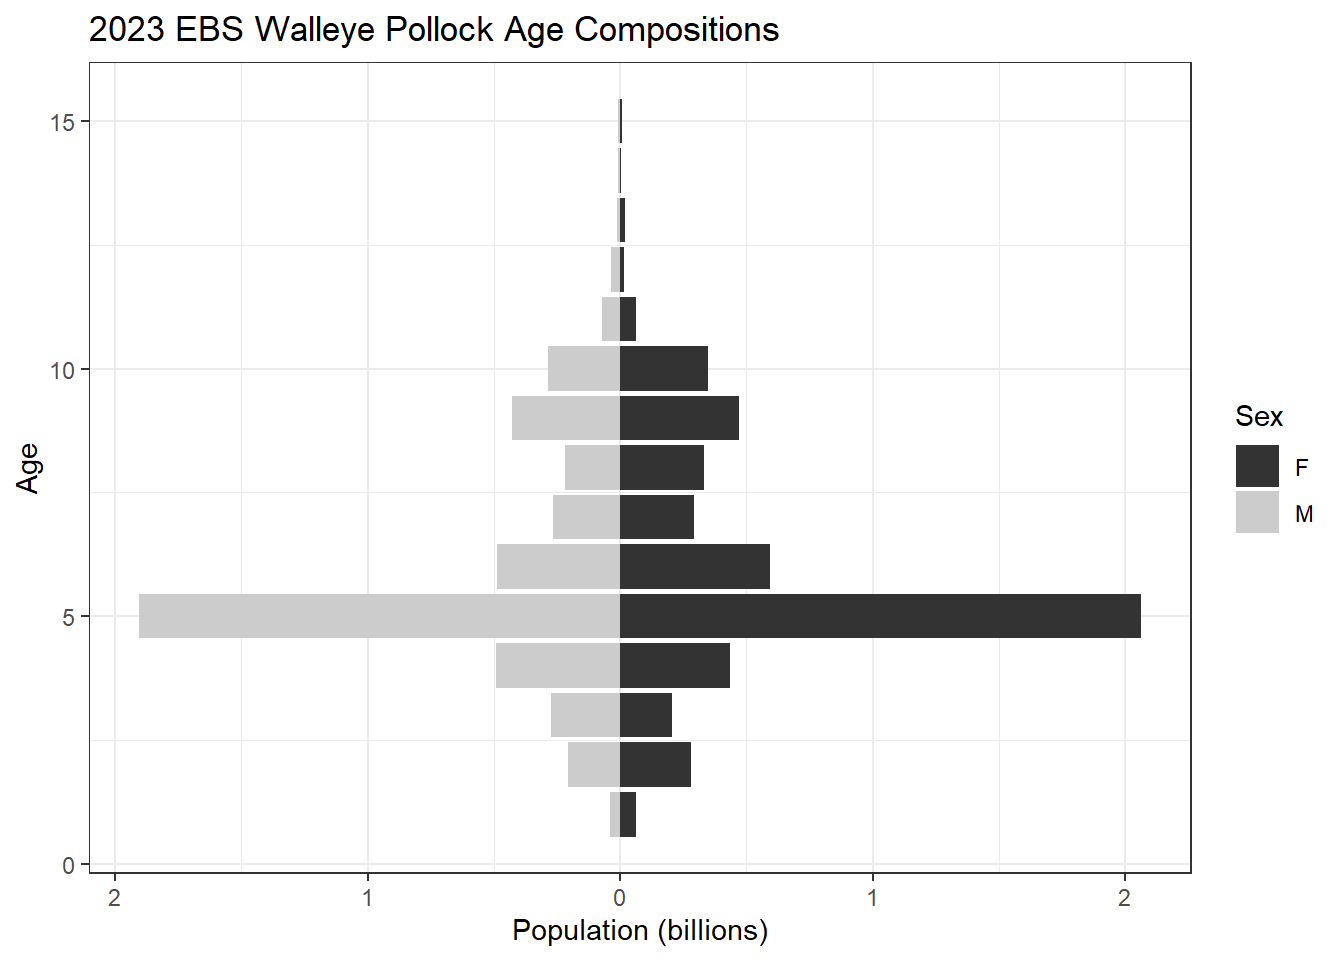 2023 EBS Walleye Pollock Age Compositions
15
10
5
0
Age
2 1 0 1 2
Population (billions)
Sex
F
M